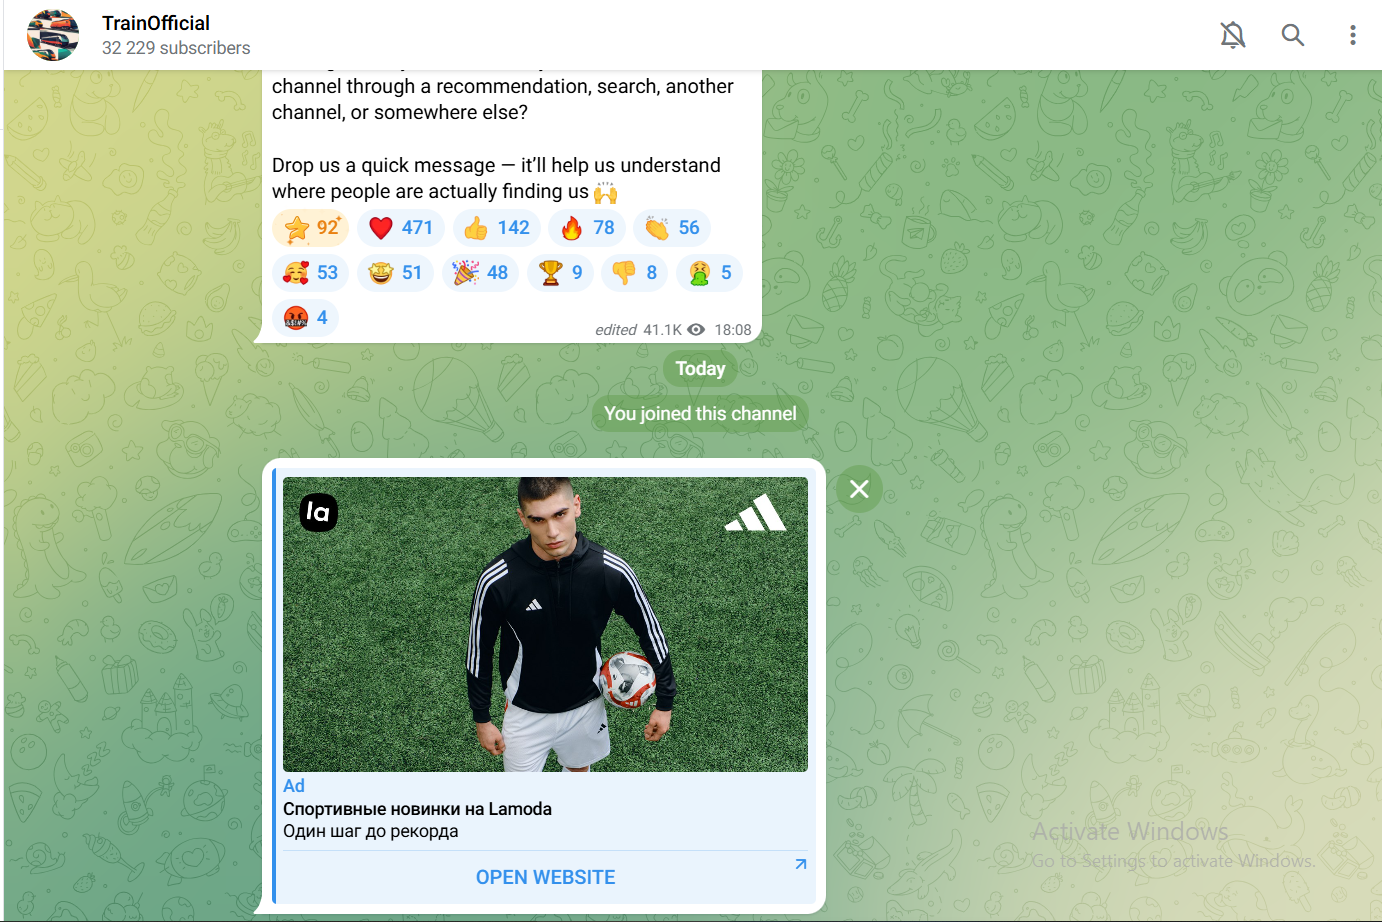 TrainOfficial
32 229 subscribers
channel through a recommendation, search, another
channel, or somewhere else?
Drop us a quick message — it’ll help us understand
where people are actually finding us 🙌
92 471 142 78 56
53 51 48 9 8 5
4
edited 41.1K 18:08
Today
You joined this channel
la
Ad
Спортивные новинки на Lamoda
Один шаг до рекорда
OPEN WEBSITE
Activate Windows
Go to Settings to activate Windows.